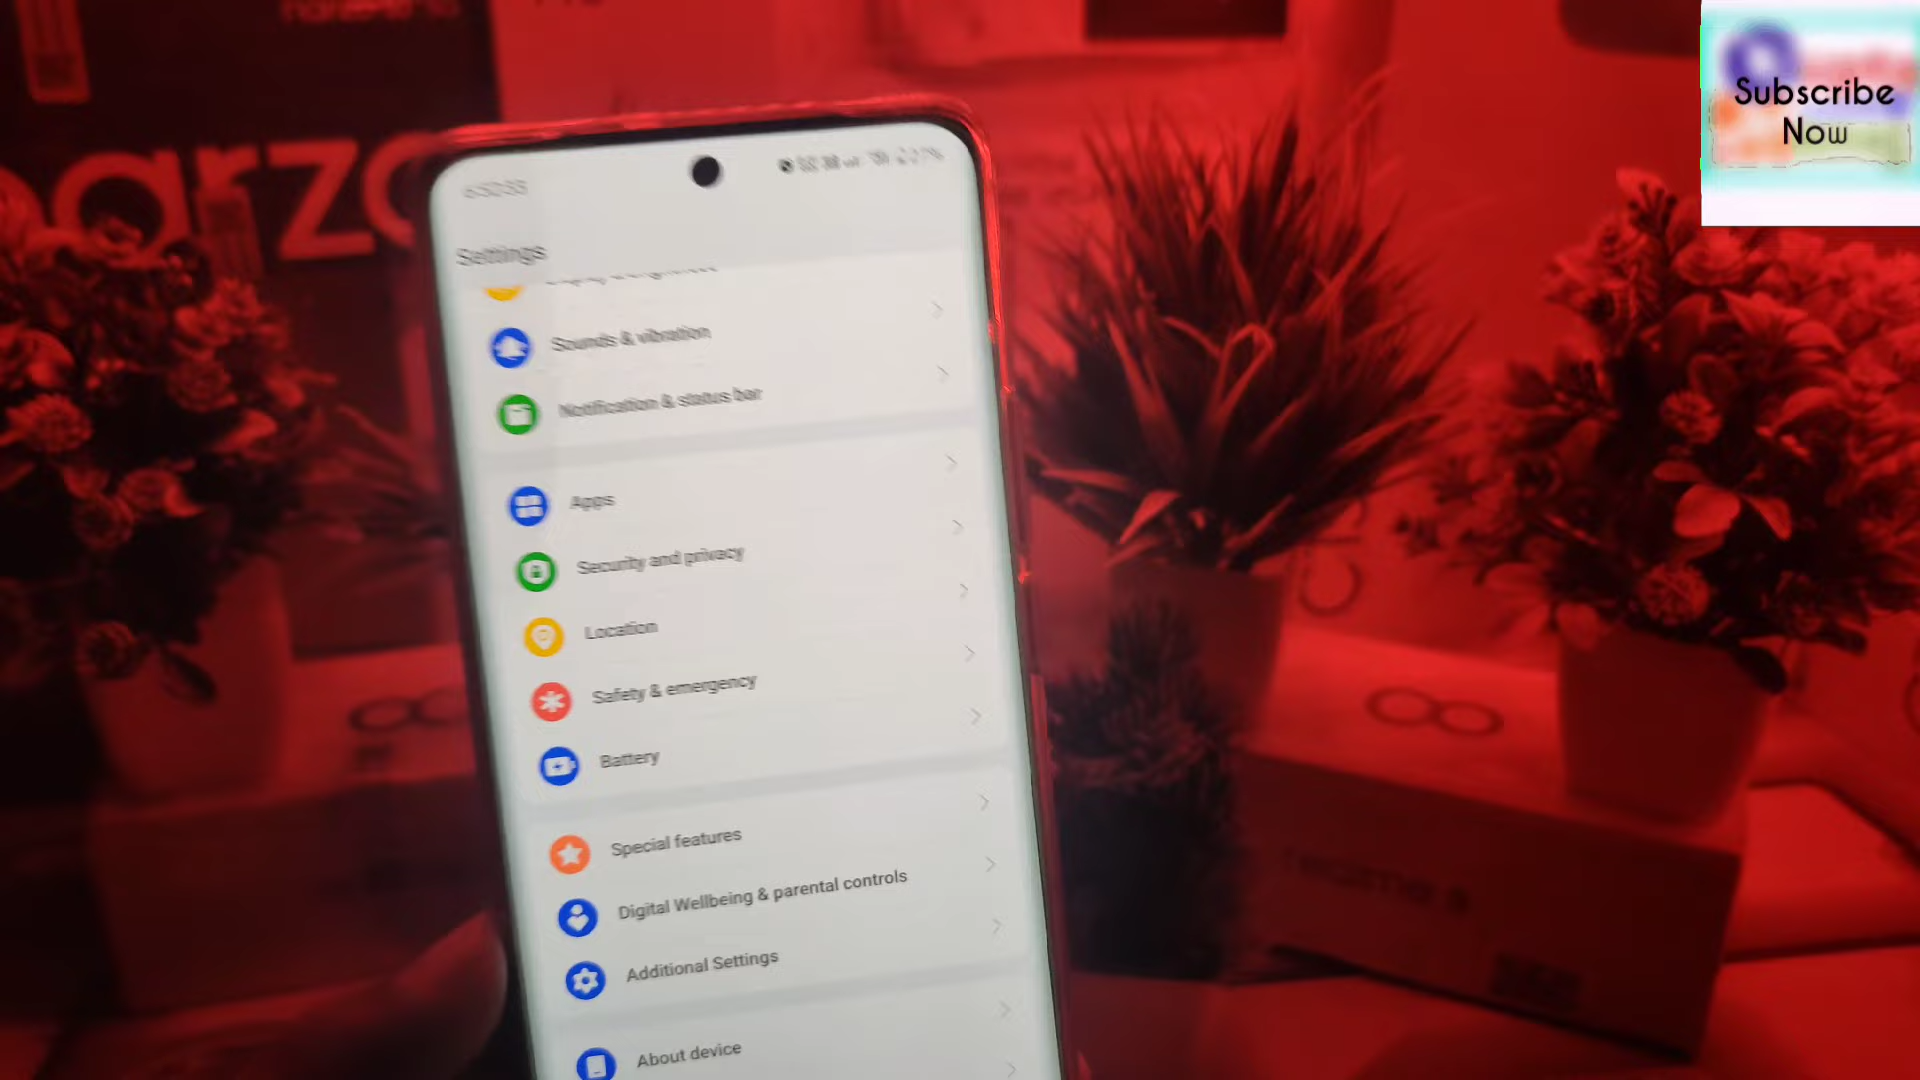 Subscribe
Now
arzo
Settings
Sounds & vibration
Notification & status bar
Apps
Security and privacy
Location
Safety & emergency
Battery
Special features
Digital Wellbeing & parental controls
Additional Settings
About device